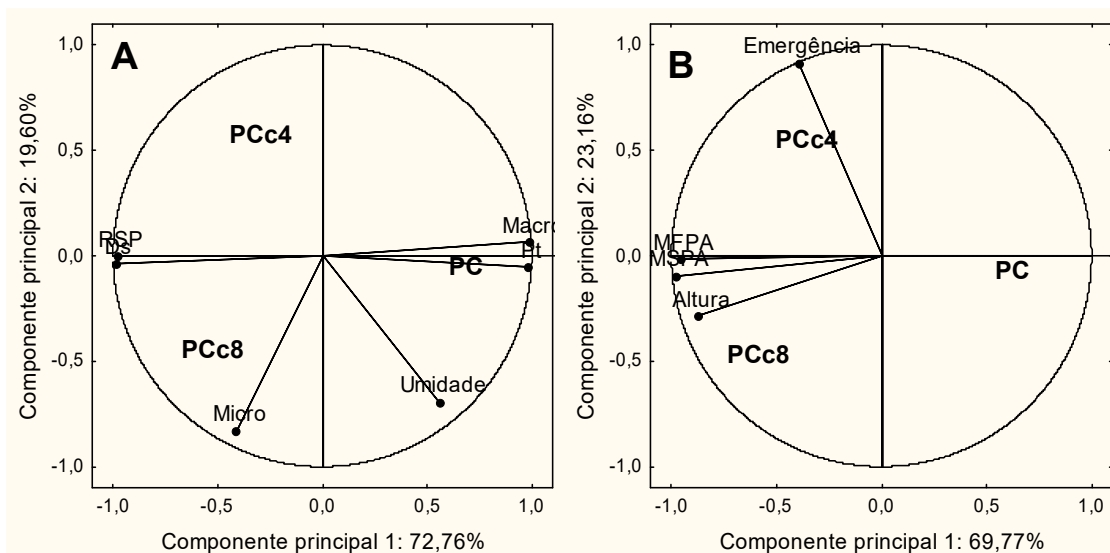 A
1,0
0,5
0,0
-0,5
-1,0
Componente principal 2: 19,60%
PCc4
RSP
Ds
Macro
Pt
PC
PCc8
Umidade
Micro
-1,0 -0,5 0,0 0,5 1,0
Componente principal 1: 72,76%
B
1,0
0,5
0,0
-0,5
-1,0
Componente principal 2: 23,16%
Emergência
PCc4
MFPA
MSPA
PC
Altura
PCc8
-1,0 -0,5 0,0 0,5 1,0
Componente principal 1: 69,77%